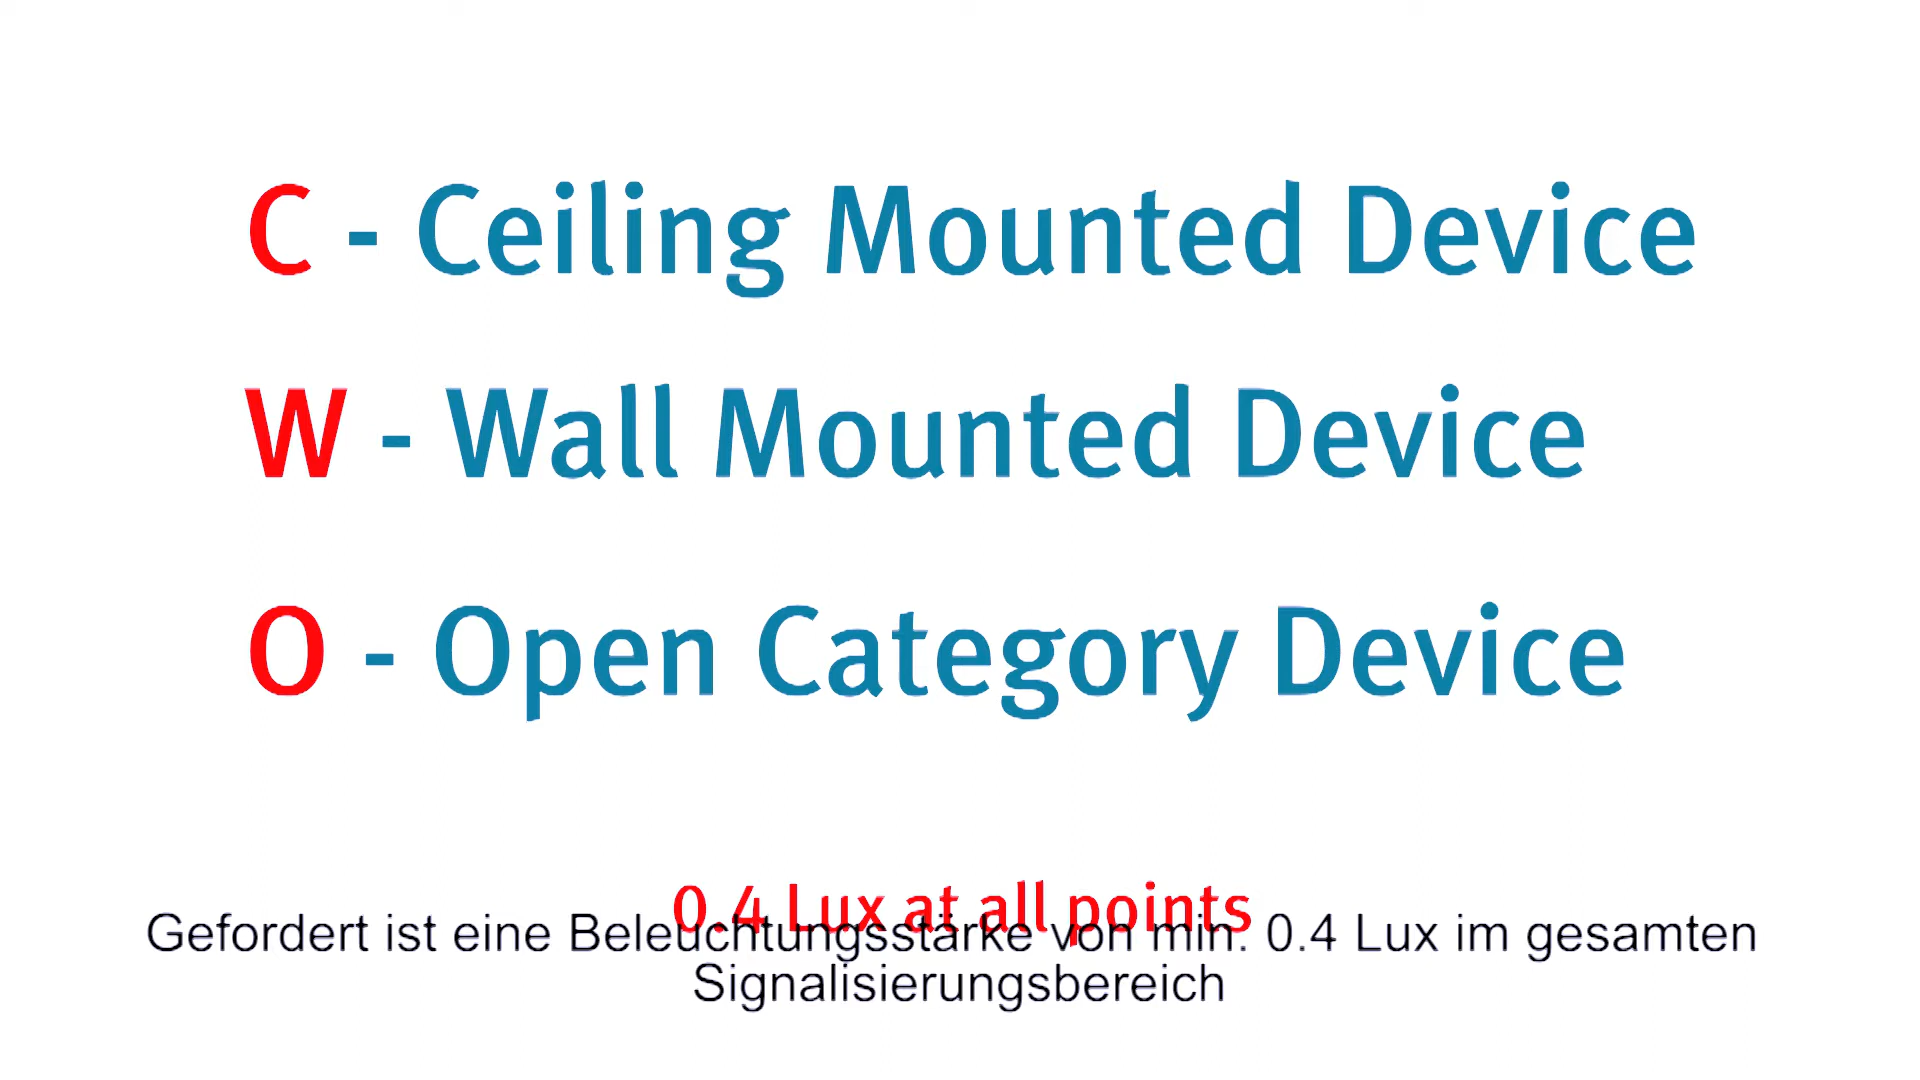 C - Ceiling Mounted Device
W - Wall Mounted Device
O - Open Category Device
0.4 Lux at all points
Gefordert ist eine Beleuchtungsstärke von min. 0.4 Lux im gesamten
Signalisierungsbereich